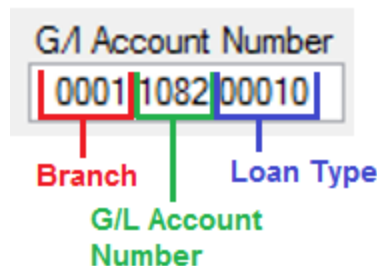 G/l Account Number
0001 1082 00010
Branch
Loan Type
G/L Account
Number